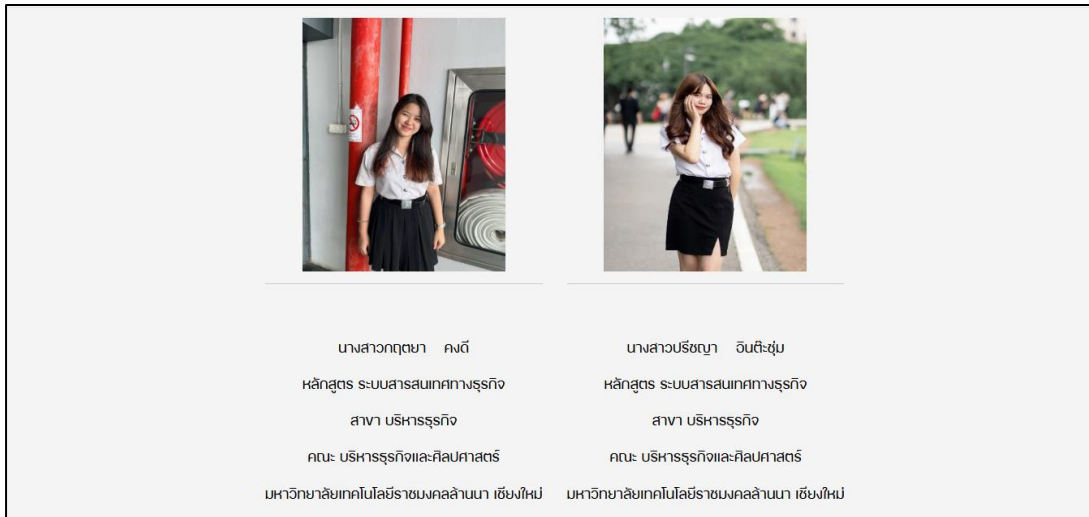 นางสาวกฤตยา คงดี
หลักสูตร ระบบสารสนเทศทางธุรกิจ
สาขา บริหารธุรกิจ
คณะ บริหารธุรกิจและศิลปศาสตร์
มหาวิทยาลัยเทคโนโลยีราชมงคลล้านนา เชียงใหม่
นางสาวปรีชญา อินต๊ะชุ่ม
หลักสูตร ระบบสารสนเทศทางธุรกิจ
สาขา บริหารธุรกิจ
คณะ บริหารธุรกิจและศิลปศาสตร์
มหาวิทยาลัยเทคโนโลยีราชมงคลล้านนา เชียงใหม่